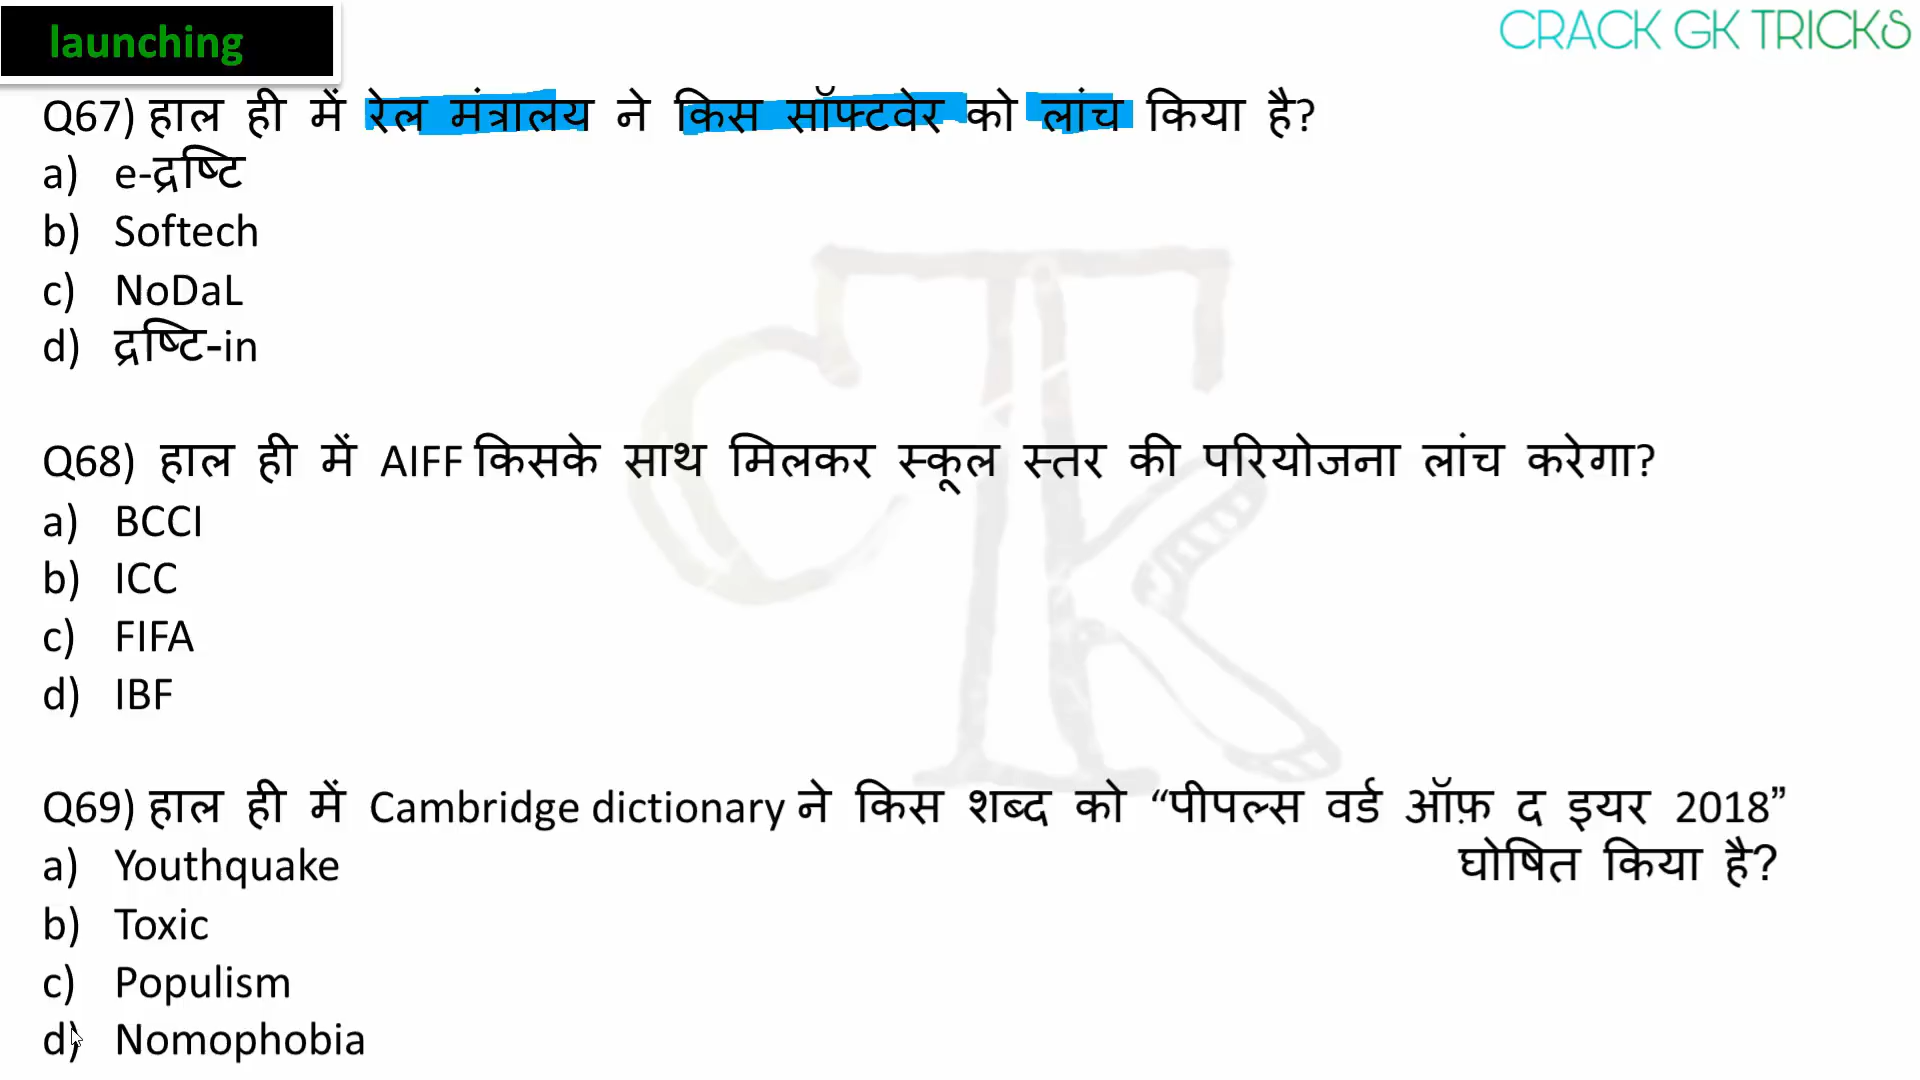 launching
CRACK GK TRICKS
Q67) हाल ही में रेल मंत्रालय ने किस सॉफ्टवेर को लांच किया है?
a) e-द्रष्टि
b) Softech
c) NoDaL
d) द्रष्टि-in
Q68) हाल ही में AIFF किसके साथ मिलकर स्कूल स्तर की परियोजना लांच करेगा?
a) BCCI
b) ICC
c) FIFA
d) IBF
Q69) हाल ही में Cambridge dictionary ने किस शब्द को “पीपल्स वर्ड ऑफ़ द इयर 2018”
घोषित किया है?
a) Youthquake
b) Toxic
c) Populism
d) Nomophobia